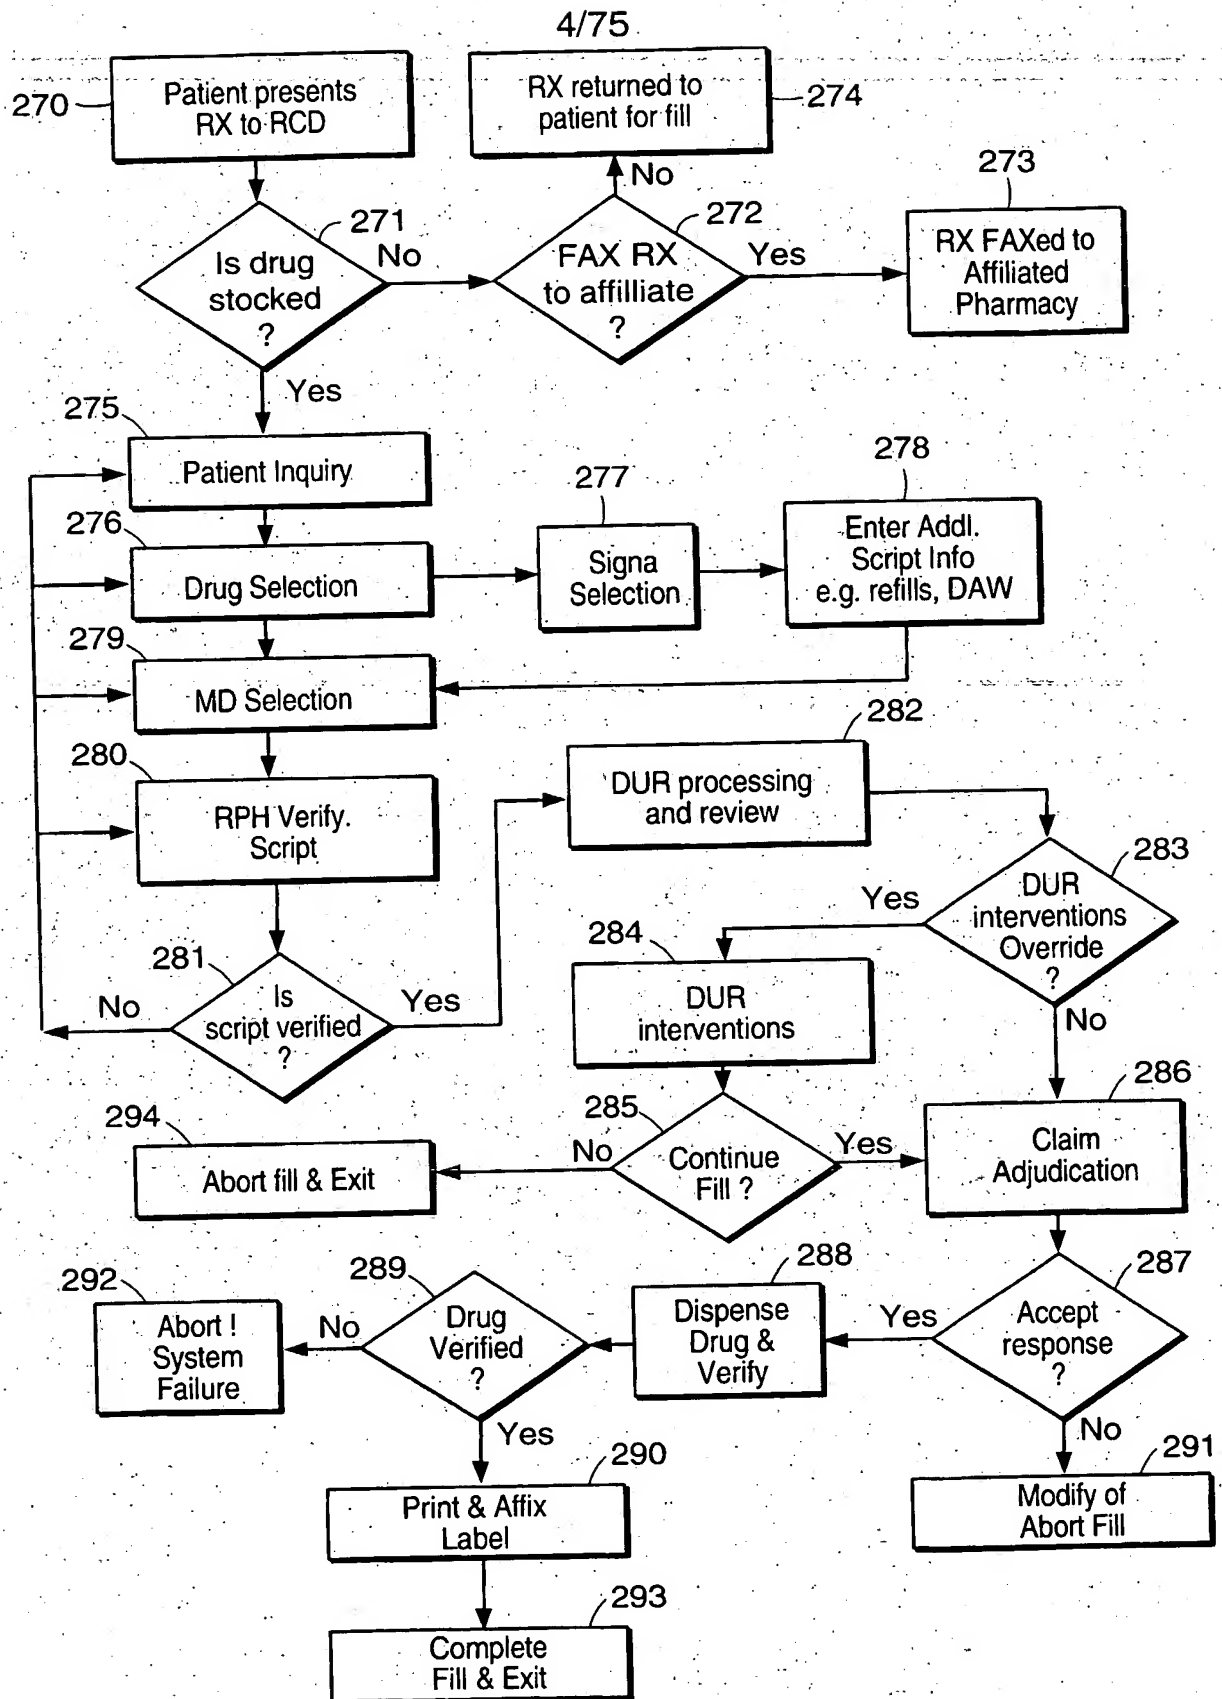 4/75
270
Patient presents
RX to RCD
RX returned to
patient for fill
274
271
Is drug
stocked
?
No
Yes
No
272
FAX RX
to affilliate
?
Yes
273
RX FAXed to
Affiliated
Pharmacy
275
Patient Inquiry
276
Drug Selection
277
Signa
Selection
278
Enter Addl.
Script Info
e.g. refills, DAW
279
MD Selection
280
RPH Verify.
Script
281
Is
script verified
?
No
Yes
282
DUR processing
and review
283
DUR
interventions
Override
?
Yes
No
284
DUR
interventions
285
Continue
Fill ?
No
Yes
294
Abort fill & Exit
286
Claim
Adjudication
287
Accept
response
?
Yes
No
288
Dispense
Drug &
Verify
289
Drug
Verified
?
No
Yes
292
Abort !
System
Failure
290
Print & Affix
Label
291
Modify of
Abort Fill
293
Complete
Fill & Exit